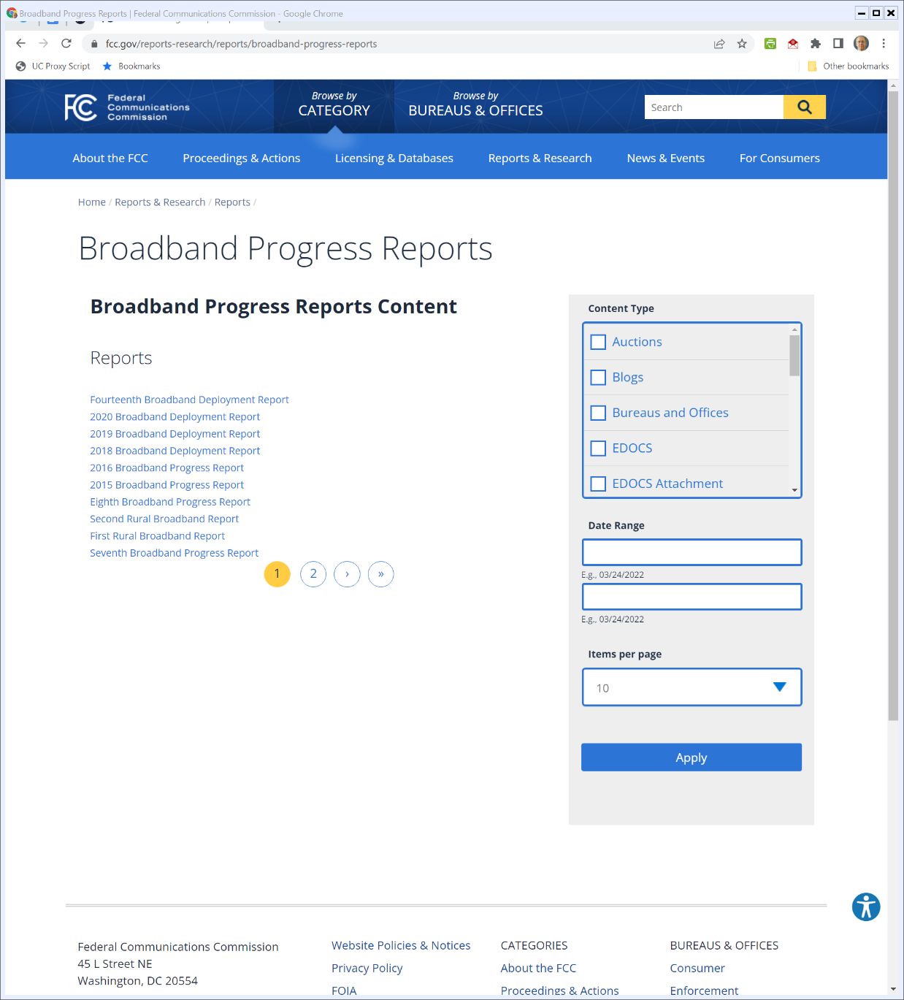 Broadband Progress Reports | Federal Communications Commission - Google Chrome
fcc.gov/reports-research/reports/broadband-progress-reports
UC Proxy Script
Bookmarks
Other bookmarks
FCC
Federal
Communications
Commission
Browse by
CATEGORY
Browse by
BUREAUS & OFFICES
Search
About the FCC
Proceedings & Actions
Licensing & Databases
Reports & Research
News & Events
For Consumers
Home / Reports & Research / Reports /
Broadband Progress Reports
Broadband Progress Reports Content
Reports
Fourteenth Broadband Deployment Report
2020 Broadband Deployment Report
2019 Broadband Deployment Report
2018 Broadband Deployment Report
2016 Broadband Progress Report
2015 Broadband Progress Report
Eighth Broadband Progress Report
Second Rural Broadband Report
First Rural Broadband Report
Seventh Broadband Progress Report
1 2 › »
Content Type
Auctions
Blogs
Bureaus and Offices
EDOCS
EDOCS Attachment
Date Range
E.g., 03/24/2022
E.g., 03/24/2022
Items per page
10
Apply
Federal Communications Commission
45 L Street NE
Washington, DC 20554
Website Policies & Notices
Privacy Policy
FOIA
CATEGORIES
About the FCC
Proceedings & Actions
BUREAUS & OFFICES
Consumer
Enforcement